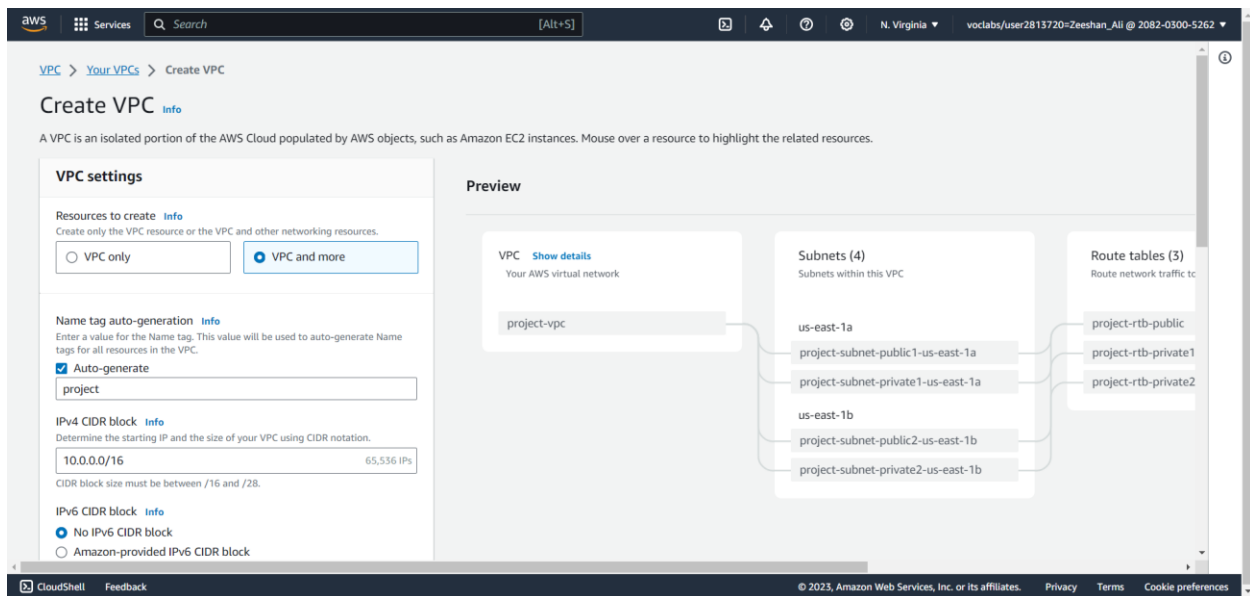 aws
Services
Search
[Alt+S]
N. Virginia
voclabs/user2813720=Zeeshan_Ali @ 2082-0300-5262
VPC > Your VPCs > Create VPC
Create VPC Info
A VPC is an isolated portion of the AWS Cloud populated by AWS objects, such as Amazon EC2 instances. Mouse over a resource to highlight the related resources.
VPC settings
Resources to create Info
Create only the VPC resource or the VPC and other networking resources.
VPC only
VPC and more
Name tag auto-generation Info
Enter a value for the Name tag. This value will be used to auto-generate Name
tags for all resources in the VPC.
Auto-generate
project
IPv4 CIDR block Info
Determine the starting IP and the size of your VPC using CIDR notation.
10.0.0.0/16
65,536 IPs
CIDR block size must be between /16 and /28.
IPv6 CIDR block Info
No IPv6 CIDR block
Amazon-provided IPv6 CIDR block
Preview
VPC Show details
Your AWS virtual network
project-vpc
Subnets (4)
Subnets within this VPC
us-east-1a
project-subnet-public1-us-east-1a
project-subnet-private1-us-east-1a
us-east-1b
project-subnet-public2-us-east-1b
project-subnet-private2-us-east-1b
Route tables (3)
Route network traffic to
project-rtb-public
project-rtb-private1
project-rtb-private2
CloudShell
Feedback
© 2023, Amazon Web Services, Inc. or its affiliates.
Privacy
Terms
Cookie preferences